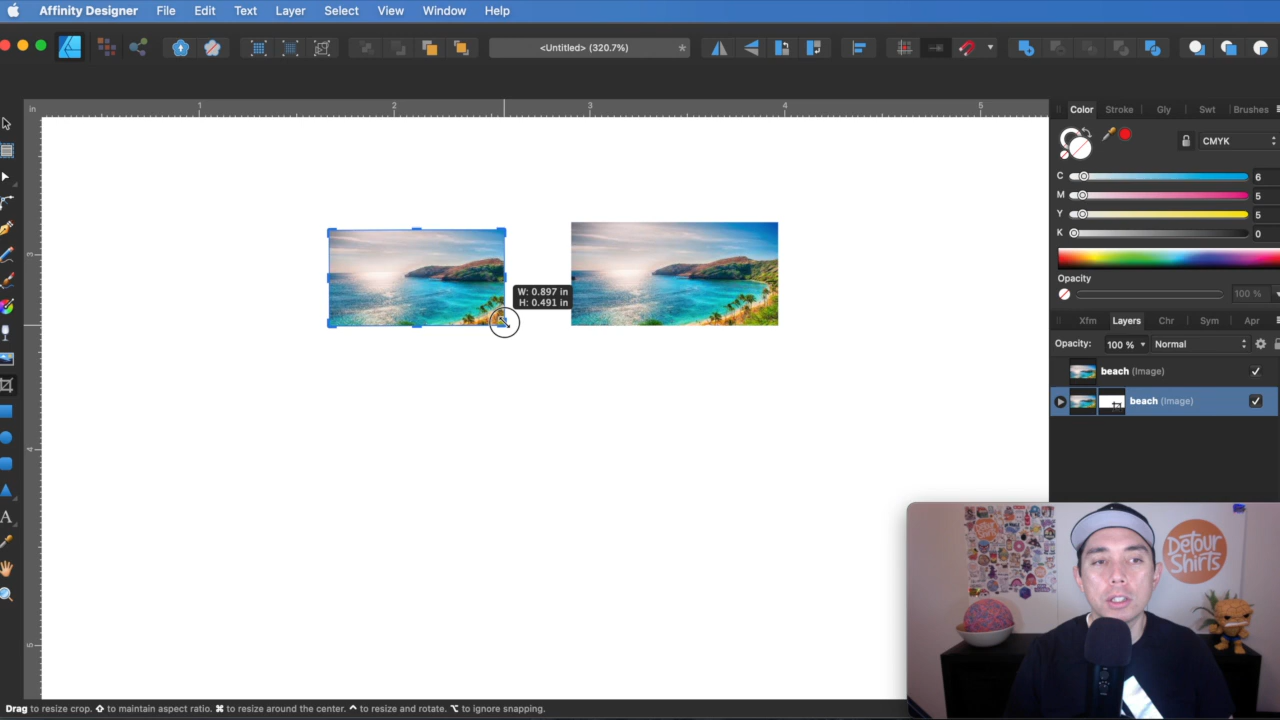 Affinity Designer File Edit Text Layer Select View Window Help
<Untitled> (320.7%) *
in 1 2 3 4 5
Color Stroke Gly Swt Brushes
CMYK
C 6
M 5
Y 5
K 0
Opacity
100 %
Xfm Layers Chr Sym Apr
Opacity: 100 % Normal
beach (Image)
beach (Image)
W: 0.897 in
H: 0.491 in
3
4
5
A
DeTouR
SHiRTS
Drag to resize crop. ⇧ to maintain aspect ratio. ⌘ to resize around the center. ^ to resize and rotate. ⌥ to ignore snapping.